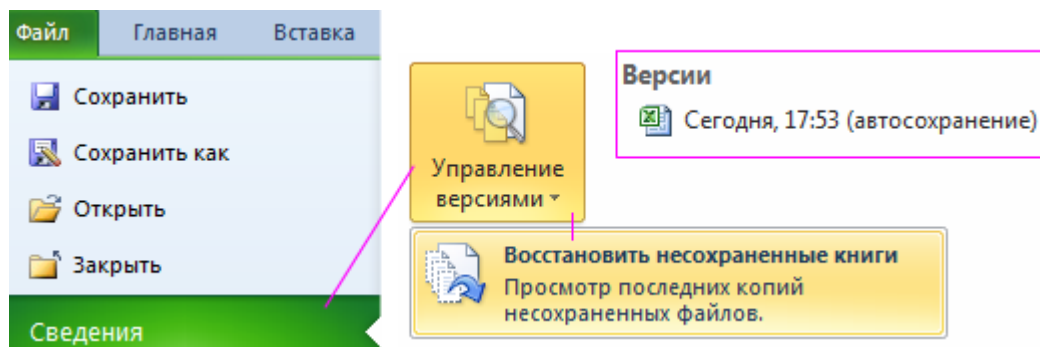 Файл Главная Вставка
Сохранить
Сохранить как
Открыть
Закрыть
Сведения
Управление
версиями
Версии
Сегодня, 17:53 (автосохранение)
Восстановить несохраненные книги
Просмотр последних копий
несохраненных файлов.